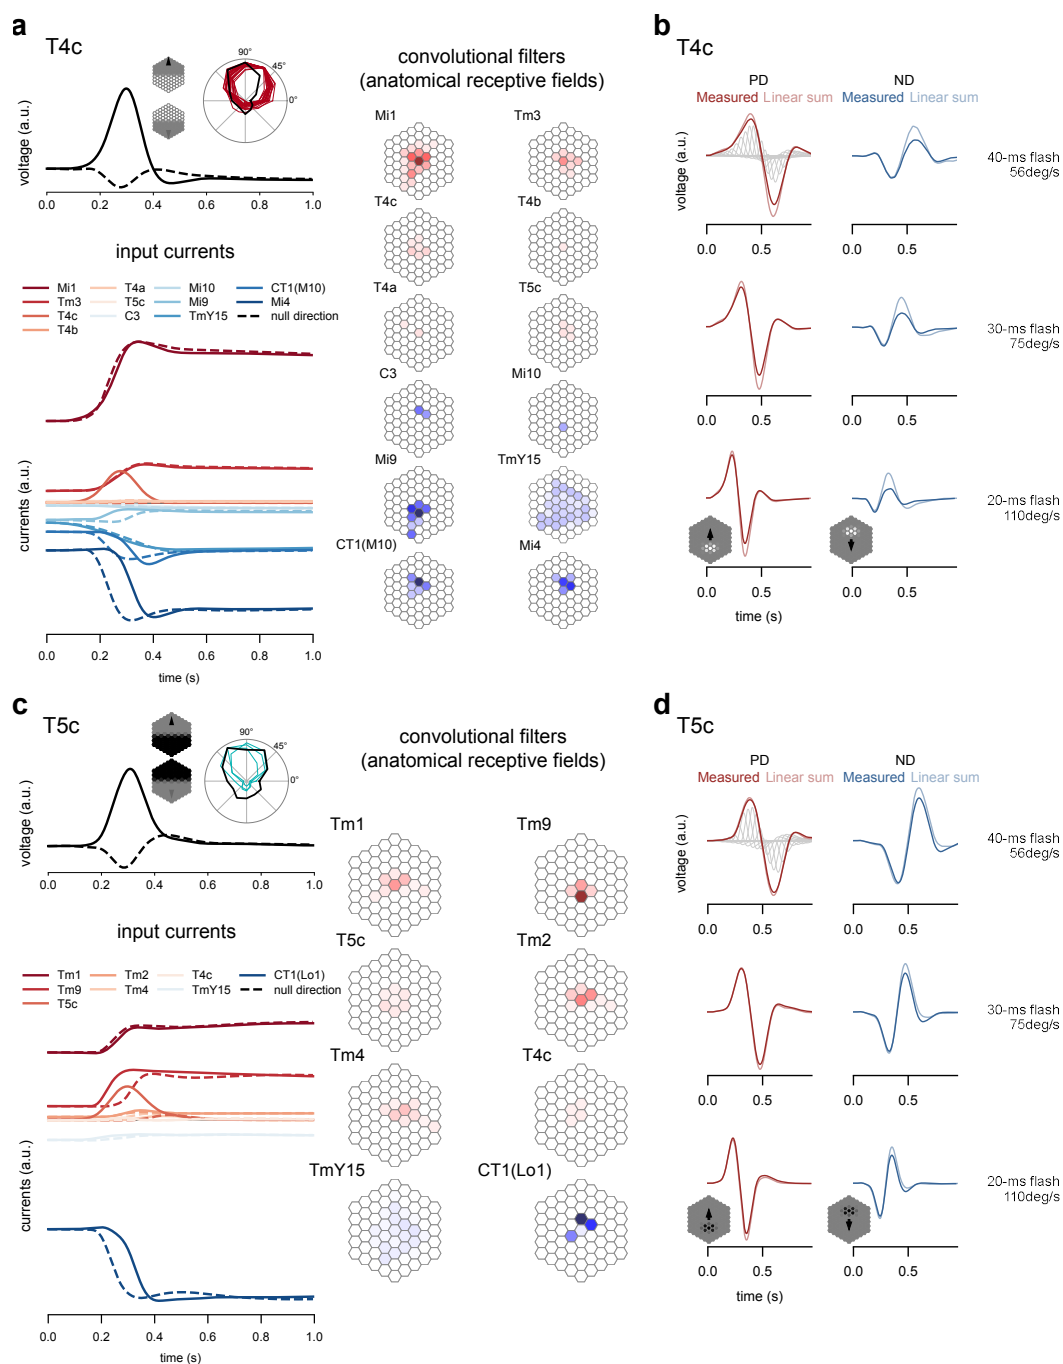 a
T4c
convolutional filters
(anatomical receptive fields)
voltage (a.u.)
90°
45°
0°
0.0 0.2 0.4 0.6 0.8 1.0
input currents
Mi1 T4a Mi10 CT1(M10)
Tm3 T5c Mi9 Mi4
T4c C3 TmY15 null direction
T4b
currents (a.u.)
0.0 0.2 0.4 0.6 0.8 1.0
time (s)
Mi1 Tm3
T4c T4b
T4a T5c
C3 Mi10
Mi9 TmY15
CT1(M10) Mi4
b
T4c
PD ND
Measured Linear sum Measured Linear sum
voltage (a.u.)
40-ms flash
56deg/s
0.0 0.5 0.0 0.5
30-ms flash
75deg/s
0.0 0.5 0.0 0.5
20-ms flash
110deg/s
0.0 0.5 0.0 0.5
time (s)
c
T5c
convolutional filters
(anatomical receptive fields)
voltage (a.u.)
90°
45°
0°
0.0 0.2 0.4 0.6 0.8 1.0
input currents
Tm1 Tm2 T4c CT1(Lo1)
Tm9 Tm4 TmY15 null direction
T5c
currents (a.u.)
0.0 0.2 0.4 0.6 0.8 1.0
time (s)
Tm1 Tm9
T5c Tm2
Tm4 T4c
TmY15 CT1(Lo1)
d
T5c
PD ND
Measured Linear sum Measured Linear sum
voltage (a.u.)
40-ms flash
56deg/s
0.0 0.5 0.0 0.5
30-ms flash
75deg/s
0.0 0.5 0.0 0.5
20-ms flash
110deg/s
0.0 0.5 0.0 0.5
time (s)